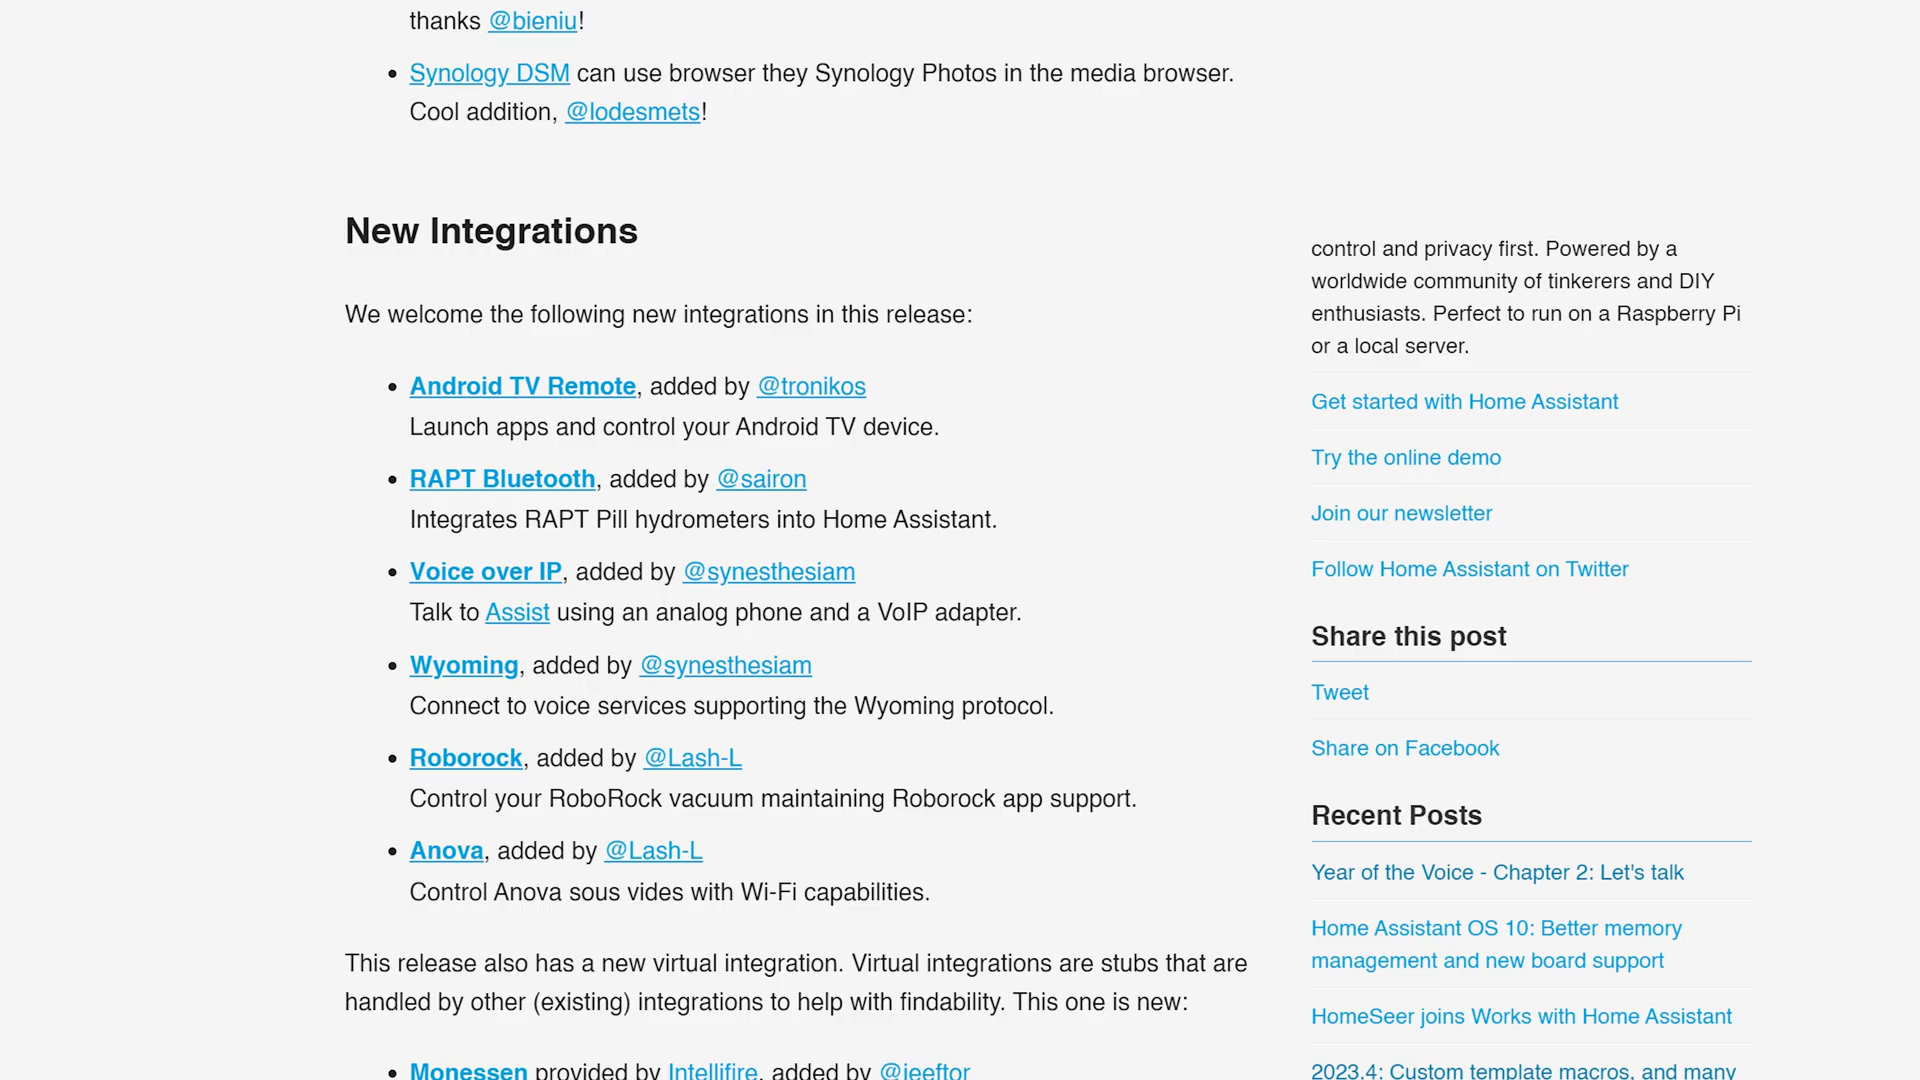 thanks @bieniu!
Synology DSM can use browser they Synology Photos in the media browser.
Cool addition, @lodesmets!
New Integrations
We welcome the following new integrations in this release:
Android TV Remote, added by @tronikos
Launch apps and control your Android TV device.
RAPT Bluetooth, added by @sairon
Integrates RAPT Pill hydrometers into Home Assistant.
Voice over IP, added by @synesthesiam
Talk to Assist using an analog phone and a VoIP adapter.
Wyoming, added by @synesthesiam
Connect to voice services supporting the Wyoming protocol.
Roborock, added by @Lash-L
Control your RoboRock vacuum maintaining Roborock app support.
Anova, added by @Lash-L
Control Anova sous vides with Wi-Fi capabilities.
This release also has a new virtual integration. Virtual integrations are stubs that are
handled by other (existing) integrations to help with findability. This one is new:
Monessen provided by Intellifire, added by @jeeftor
control and privacy first. Powered by a
worldwide community of tinkerers and DIY
enthusiasts. Perfect to run on a Raspberry Pi
or a local server.
Get started with Home Assistant
Try the online demo
Join our newsletter
Follow Home Assistant on Twitter
Share this post
Tweet
Share on Facebook
Recent Posts
Year of the Voice - Chapter 2: Let's talk
Home Assistant OS 10: Better memory
management and new board support
HomeSeer joins Works with Home Assistant
2023.4: Custom template macros, and many